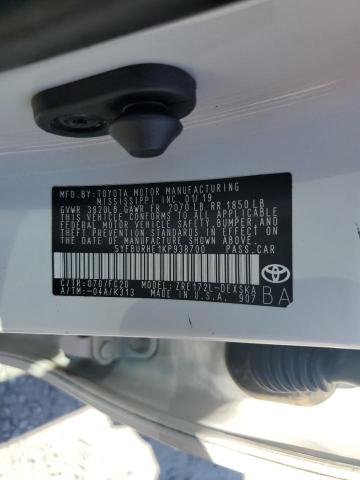 MFD. BY: TOYOTA MOTOR MANUFACTURING
MISSISSIPPI INC. 01/19
GVWR 3820LB GAWR FR 2070LB RR 1850LB
THIS VEHICLE CONFORMS TO ALL APPLICABLE
FEDERAL MOTOR VEHICLE SAFETY, BUMPER, AND
THEFT PREVENTION STANDARDS IN EFFECT ON
THE DATE OF MANUFACTURE SHOWN ABOVE.
5YFBURHE1KP938700 PASS.CAR
C/TR: 070/FC20 MODEL: ZRE172L-DEXSKA
A/TM: -04A/K313 MADE IN U.S.A. 907
BA